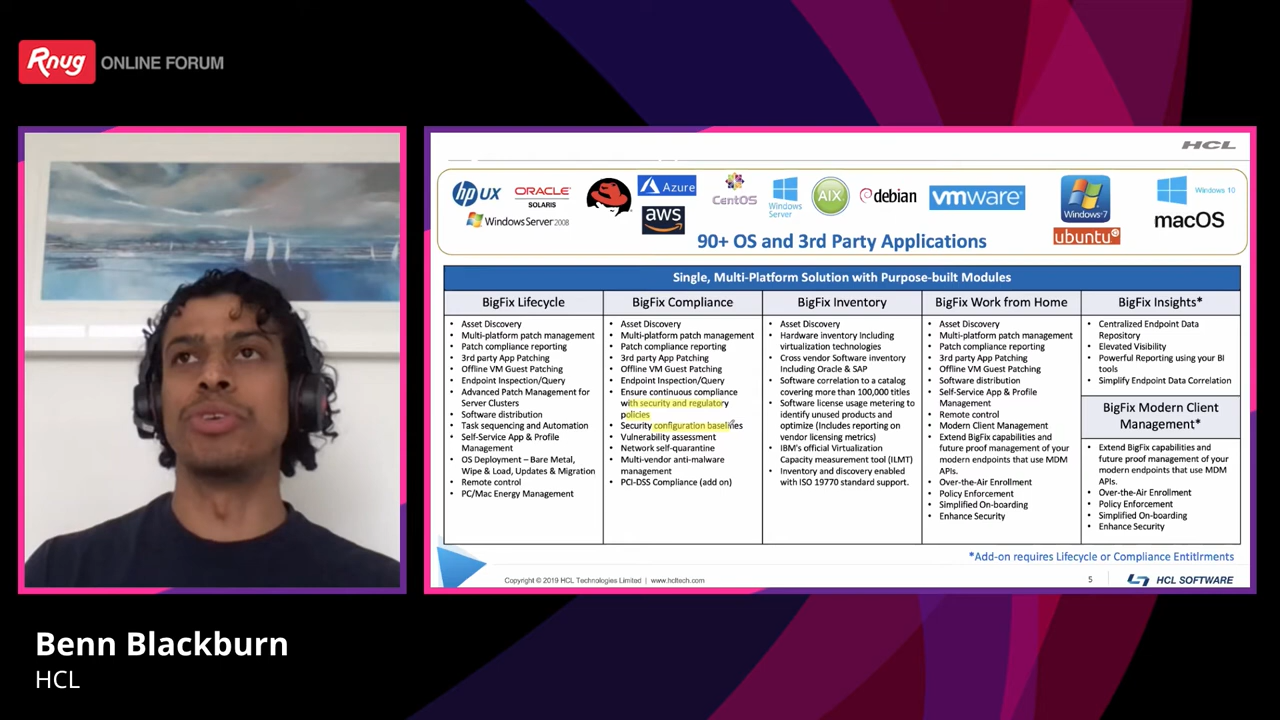 Rnug ONLINE FORUM
HCL
hp UX
ORACLE
SOLARIS
Windows Server 2008
Azure
aws
CentOS
Windows
Server
AIX
debian
vmware
Windows 7
ubuntu
Windows 10
macOS
90+ OS and 3rd Party Applications
Single, Multi-Platform Solution with Purpose-built Modules
BigFix Lifecycle
• Asset Discovery
• Multi-platform patch management
• Patch compliance reporting
• 3rd party App Patching
• Offline VM Guest Patching
• Endpoint Inspection/Query
• Advanced Patch Management for
Server Clusters
• Software distribution
• Task sequencing and Automation
• Self-Service App & Profile
Management
• OS Deployment – Bare Metal,
Wipe & Load, Updates & Migration
• Remote control
• PC/Mac Energy Management
BigFix Compliance
• Asset Discovery
• Multi-platform patch management
• Patch compliance reporting
• 3rd party App Patching
• Offline VM Guest Patching
• Endpoint Inspection/Query
• Ensure continuous compliance
with security and regulatory
policies
• Security configuration baselines
• Vulnerability assessment
• Network self-quarantine
• Multi-vendor anti-malware
management
• PCI-DSS Compliance (add on)
BigFix Inventory
• Asset Discovery
• Hardware inventory Including
virtualization technologies
• Cross vendor Software inventory
Including Oracle & SAP
• Software correlation to a catalog
covering more than 100,000 titles
• Software license usage metering to
identify unused products and
optimize (Includes reporting on
vendor licensing metrics)
• IBM's official Virtualization
Capacity measurement tool (ILMT)
• Inventory and discovery enabled
with ISO 19770 standard support.
BigFix Work from Home
• Asset Discovery
• Multi-platform patch management
• Patch compliance reporting
• 3rd party App Patching
• Offline VM Guest Patching
• Software distribution
• Self-Service App & Profile
Management
• Remote control
• Modern Client Management
• Extend BigFix capabilities and
future proof management of your
modern endpoints that use MDM
APIs.
• Over-the-Air Enrollment
• Policy Enforcement
• Simplified On-boarding
• Enhance Security
BigFix Insights*
• Centralized Endpoint Data
Repository
• Elevated Visibility
• Powerful Reporting using your BI
tools
• Simplify Endpoint Data Correlation
BigFix Modern Client
Management*
• Extend BigFix capabilities and
future proof management of your
modern endpoints that use MDM
APIs.
• Over-the-Air Enrollment
• Policy Enforcement
• Simplified On-boarding
• Enhance Security
*Add-on requires Lifecycle or Compliance Entitlrments
Copyright © 2019 HCL Technologies Limited | www.hcltech.com
5
HCL SOFTWARE
Benn Blackburn
HCL